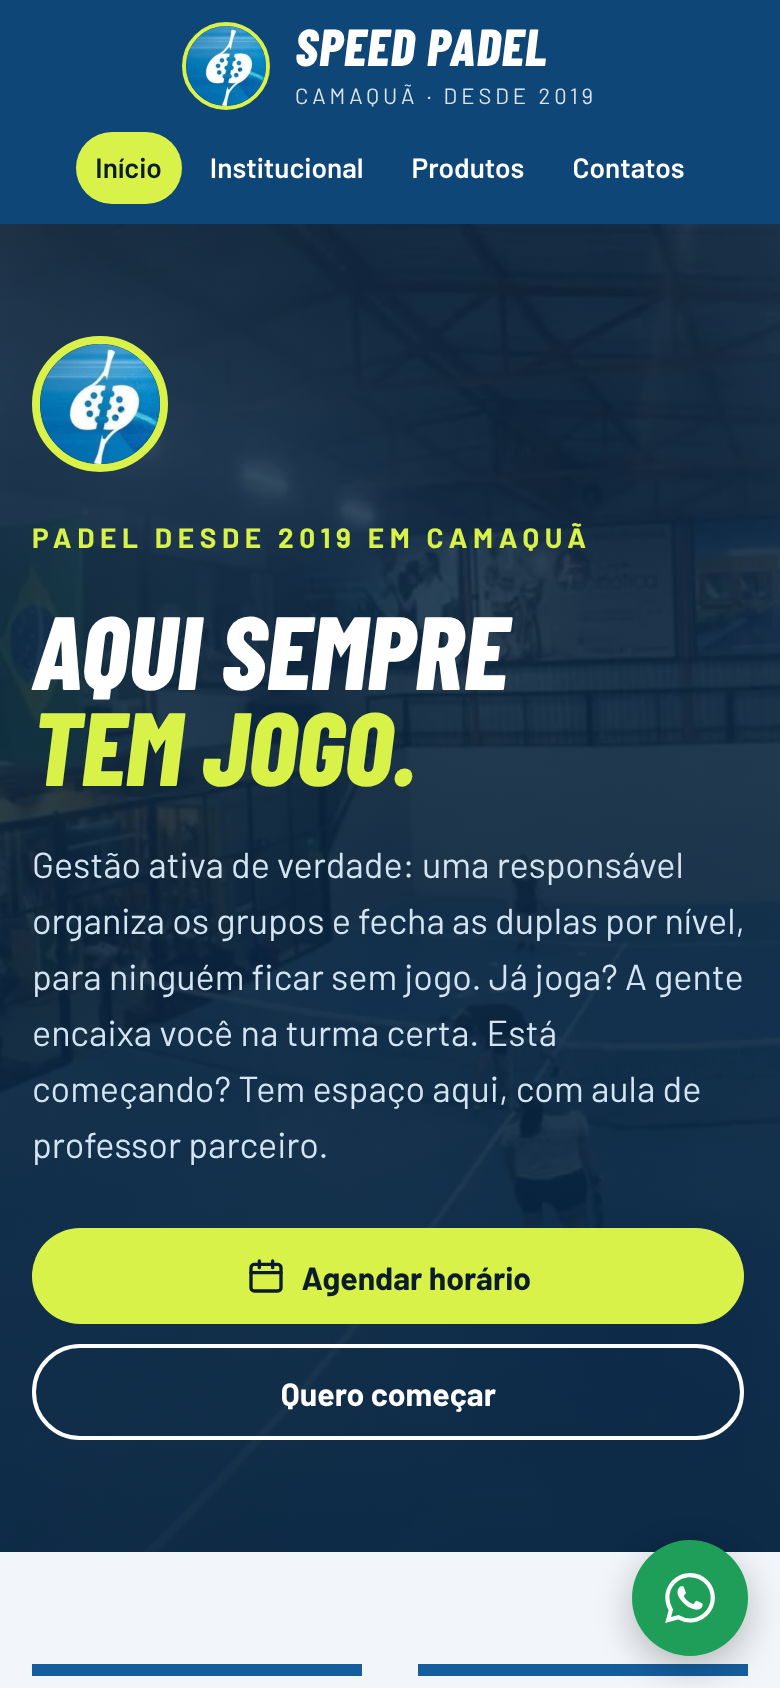 SPEED PADEL
CAMAQUÃ · DESDE 2019
Início Institucional Produtos Contatos
PADEL DESDE 2019 EM CAMAQUÃ
AQUI SEMPRE
TEM JOGO.
Gestão ativa de verdade: uma responsável
organiza os grupos e fecha as duplas por nível,
para ninguém ficar sem jogo. Já joga? A gente
encaixa você na turma certa. Está
começando? Tem espaço aqui, com aula de
professor parceiro.
Agendar horário
Quero começar